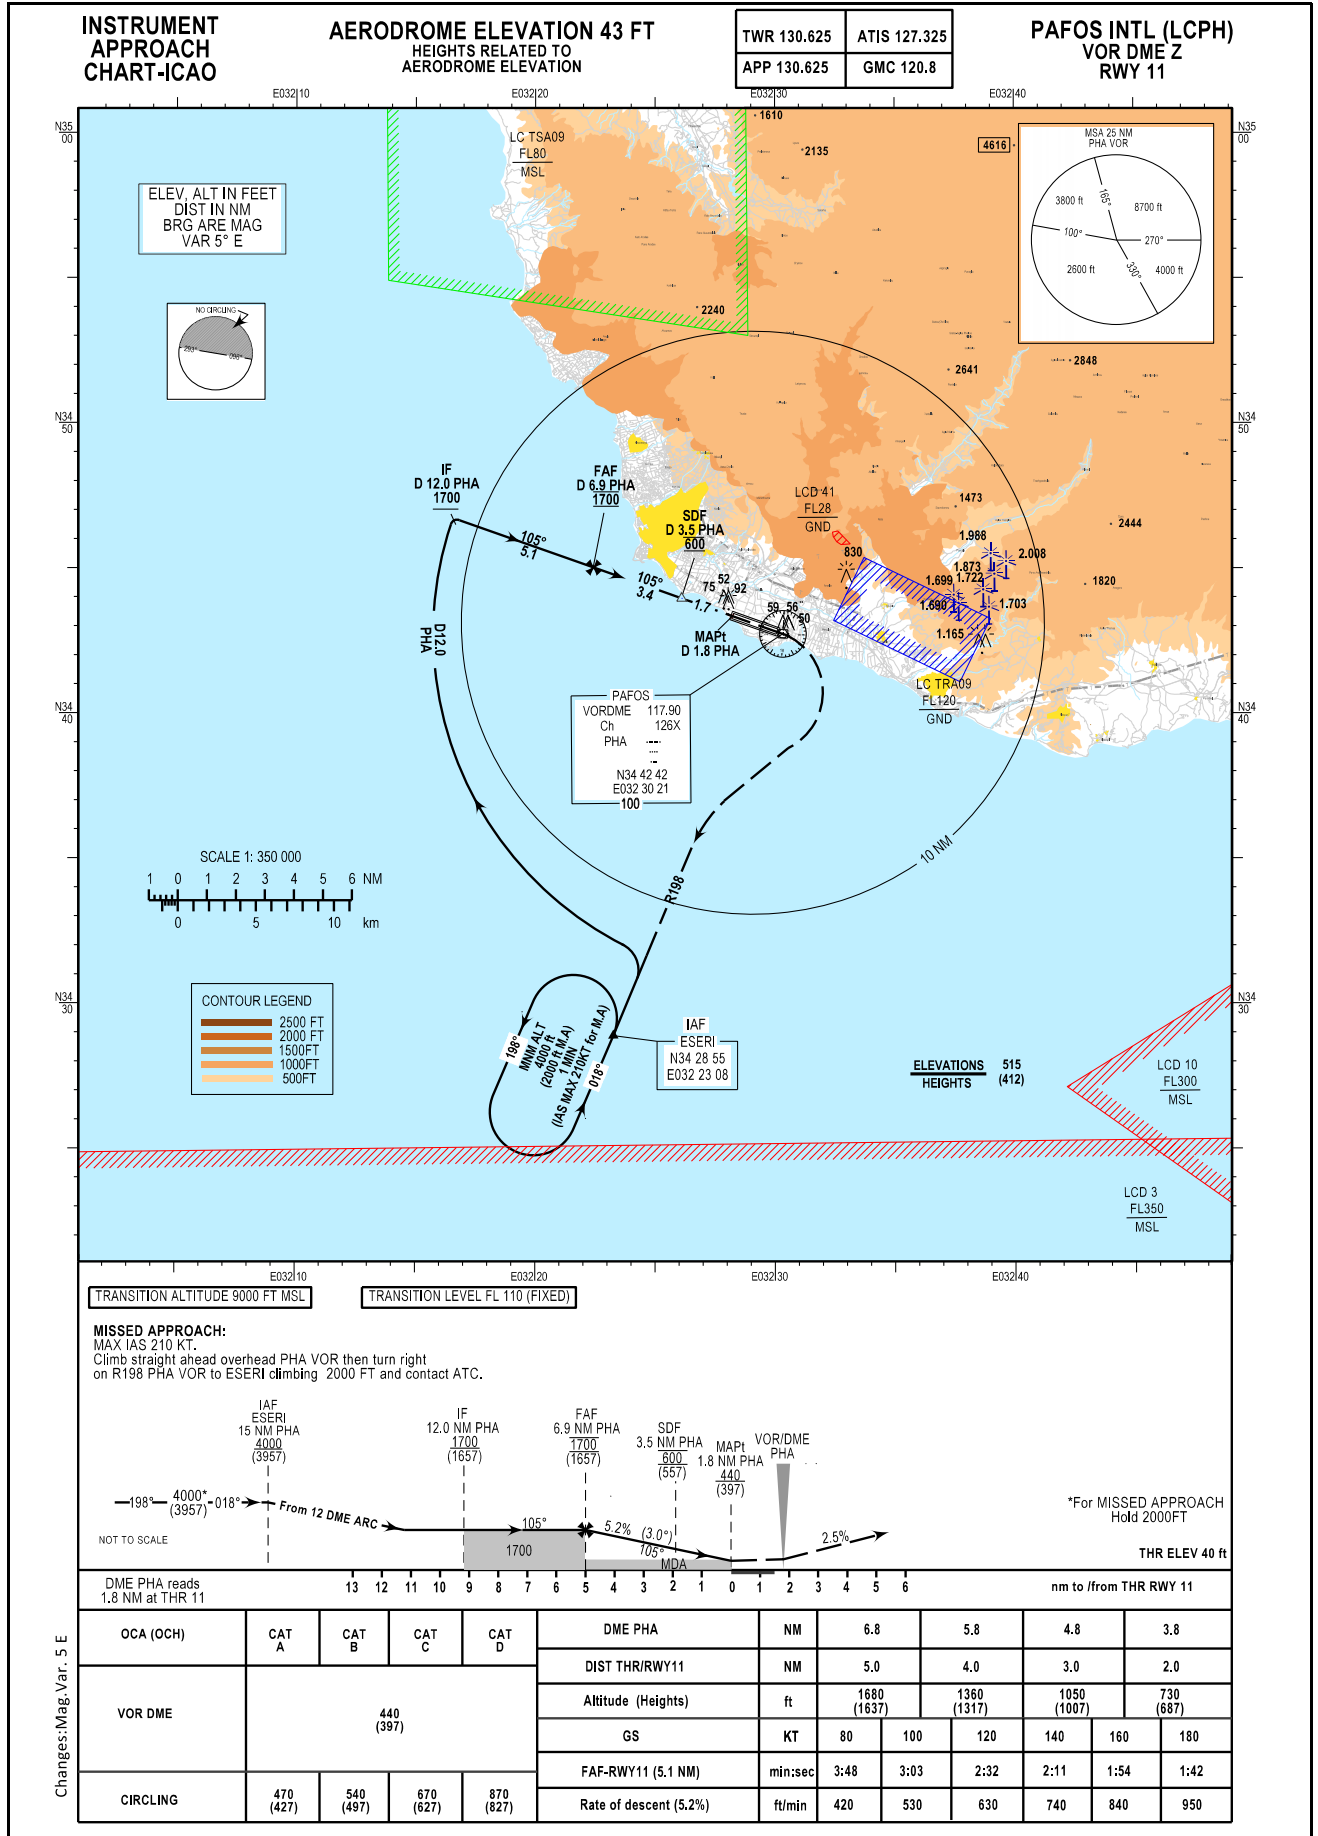 INSTRUMENT
APPROACH
CHART-ICAO
AERODROME ELEVATION 43 FT
HEIGHTS RELATED TO
AERODROME ELEVATION
TWR 130.625
ATIS 127.325
APP 130.625
GMC 120.8
PAFOS INTL (LCPH)
VOR DME Z
RWY 11
E032 10
E032 20
E032 30
E032 40
N35
00
N35
00
LC TSA09
FL80
MSL
1610
2135
4616
MSA 25 NM
PHA VOR
3800 ft
165°
8700 ft
100°
270°
2600 ft
330°
4000 ft
ELEV, ALT IN FEET
DIST IN NM
BRG ARE MAG
VAR 5° E
NO CIRCLING
293°
098°
2240
2641
2848
N34
50
N34
50
IF
D 12.0 PHA
1700
FAF
D 6.9 PHA
1700
SDF
D 3.5 PHA
600
LCD 41
FL28
GND
1473
2444
1.988
2.008
830
1.873
1.722
1.699
1.690
1.703
1820
1.165
105°
5.1
105°
3.4
1.7
75
52
92
59
56
50
MAPt
D 1.8 PHA
D12.0
PHA
LC TRA09
FL120
GND
PAFOS
VORDME 117.90
Ch 126X
PHA
N34 42 42
E032 30 21
100
N34
40
N34
40
10 NM
R198
SCALE 1: 350 000
1 0 1 2 3 4 5 6 NM
0 5 10 km
N34
30
N34
30
CONTOUR LEGEND
2500 FT
2000 FT
1500FT
1000FT
500FT
198°
MNM ALT
4000 ft
(2000 ft M.A)
1 MIN
(IAS MAX 210KT for M.A)
018°
IAF
ESERI
N34 28 55
E032 23 08
ELEVATIONS 515
HEIGHTS (412)
LCD 10
FL300
MSL
LCD 3
FL350
MSL
E032 10
E032 20
E032 30
E032 40
TRANSITION ALTITUDE 9000 FT MSL
TRANSITION LEVEL FL 110 (FIXED)
MISSED APPROACH:
MAX IAS 210 KT.
Climb straight ahead overhead PHA VOR then turn right
on R198 PHA VOR to ESERI climbing 2000 FT and contact ATC.
IAF
ESERI
15 NM PHA
4000
(3957)
IF
12.0 NM PHA
1700
(1657)
FAF
6.9 NM PHA
1700
(1657)
SDF
3.5 NM PHA
600
(557)
MAPt
1.8 NM PHA
440
(397)
VOR/DME
PHA
198°
4000*
(3957)
018°
From 12 DME ARC
105°
1700
5.2% (3.0°)
105°
MDA
2.5%
*For MISSED APPROACH
Hold 2000FT
NOT TO SCALE
THR ELEV 40 ft
DME PHA reads
1.8 NM at THR 11
13 12 11 10 9 8 7 6 5 4 3 2 1 0 1 2 3 4 5 6
nm to /from THR RWY 11
OCA (OCH)
CAT
A
CAT
B
CAT
C
CAT
D
VOR DME
440
(397)
CIRCLING
470
(427)
540
(497)
670
(627)
870
(827)
DME PHA NM 6.8 5.8 4.8 3.8
DIST THR/RWY11 NM 5.0 4.0 3.0 2.0
Altitude (Heights) ft 1680 1360 1050 730
(1637) (1317) (1007) (687)
GS KT 80 100 120 140 160 180
FAF-RWY11 (5.1 NM) min:sec 3:48 3:03 2:32 2:11 1:54 1:42
Rate of descent (5.2%) ft/min 420 530 630 740 840 950
Changes:Mag.Var. 5 E